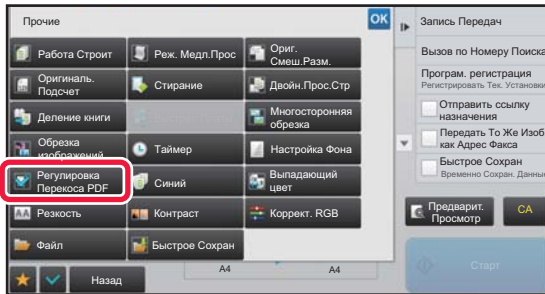 Прочие
OK
Работа Строит
Реж. Медл.Прос
Ориг.
Смеш.Разм.
Оригиналь.
Подсчет
Стирание
Двойн.Прос.Стр
Деление книги
Многосторонняя
обрезка
Обрезка
изображений
Таймер
Настройка Фона
Регулировка
Перекоса PDF
Синий
Выпадающий
цвет
Резкость
Контраст
Коррект. RGB
Файл
Быстрое Сохран
Назад
A4
A4
Запись Передач
Вызов по Номеру Поиска
Програм. регистрация
Регистрировать Тек. Установки
Отправить ссылку
назначения
Передать То Же Изоб
как Адрес Факса
Быстрое Сохран
Временно Сохран. Данные
Предварит.
Просмотр
CA
Старт